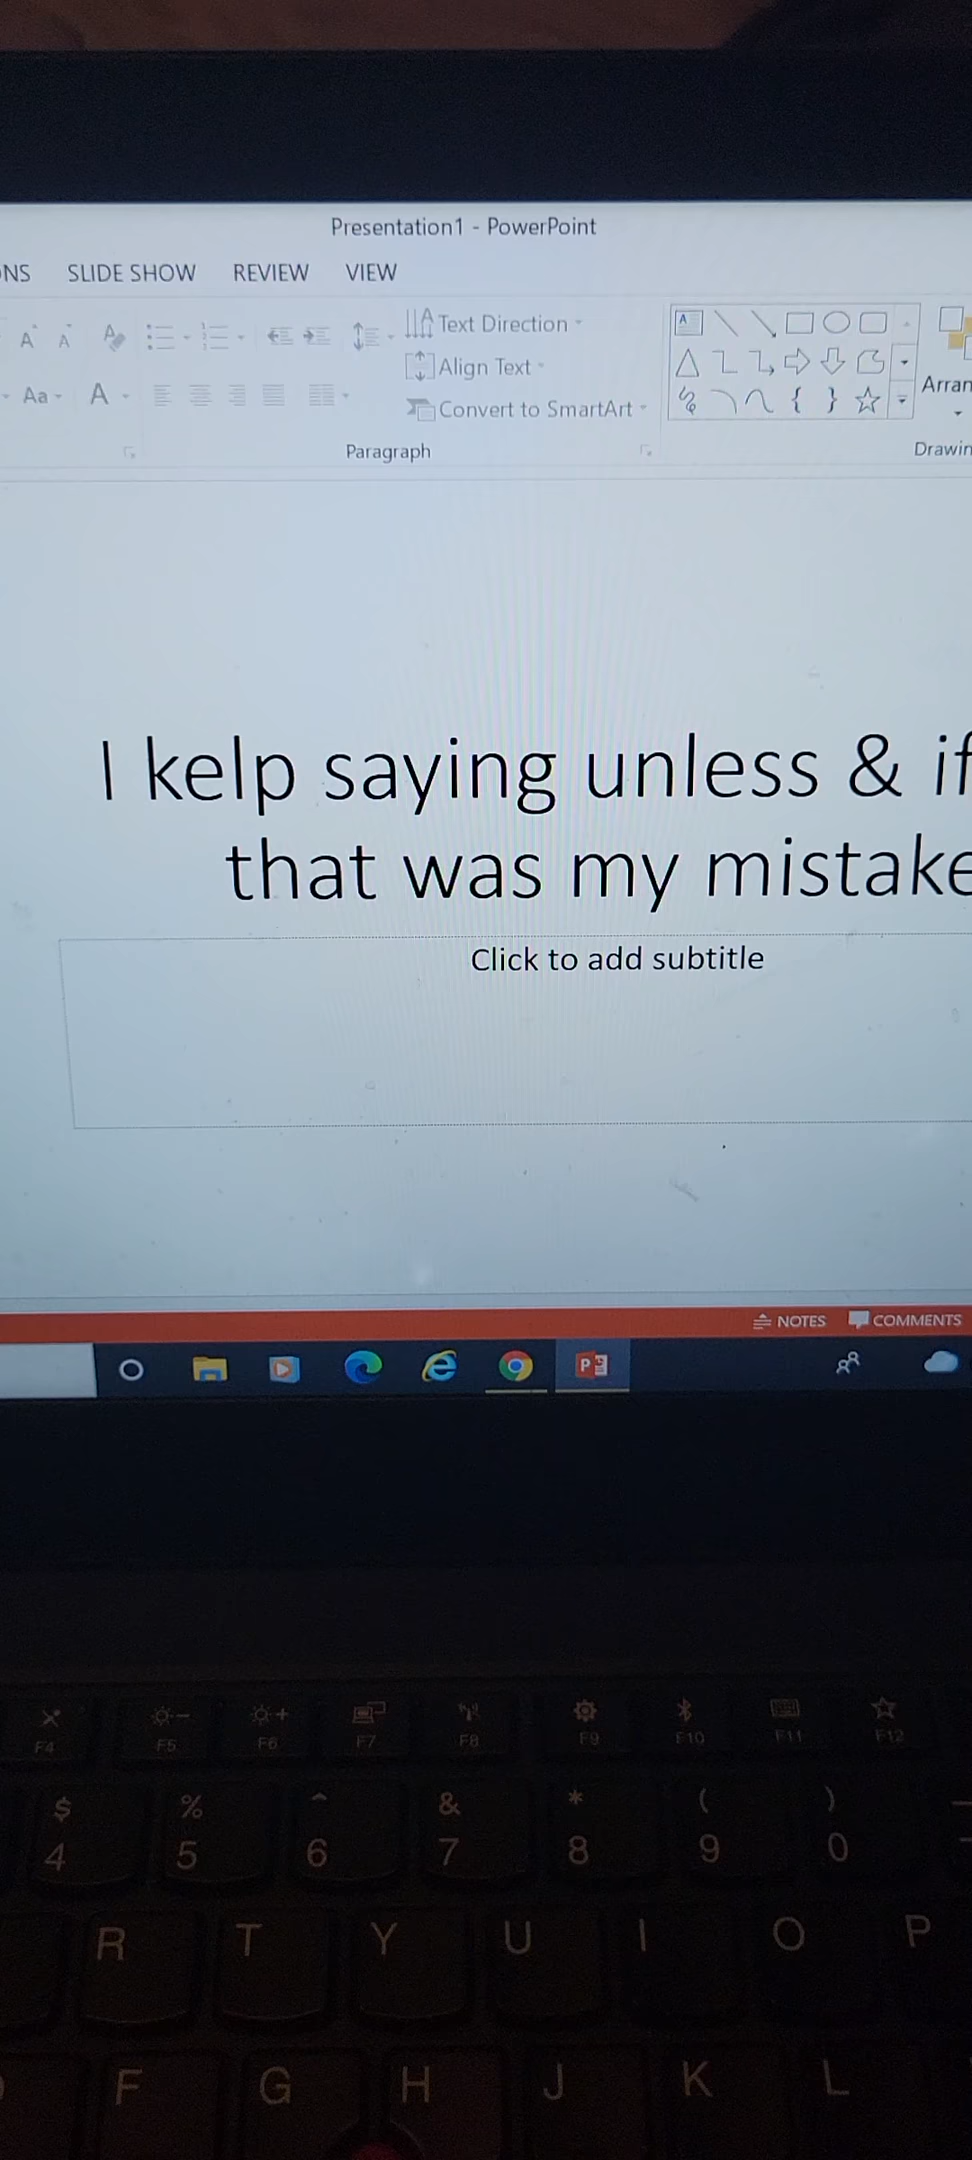 Presentation1 - PowerPoint
ONS SLIDE SHOW REVIEW VIEW
A A A Text Direction A
Align Text
Aa A Convert to SmartArt { } Arran
Paragraph Drawin
I kelp saying unless & if
that was my mistake
Click to add subtitle
NOTES COMMENTS
P
F4 F5 F6 F7 F8 F9 F10 F11 F12
$ % ^ & * ( )
4 5 6 7 8 9 0
R T Y U I O P
F G H J K L